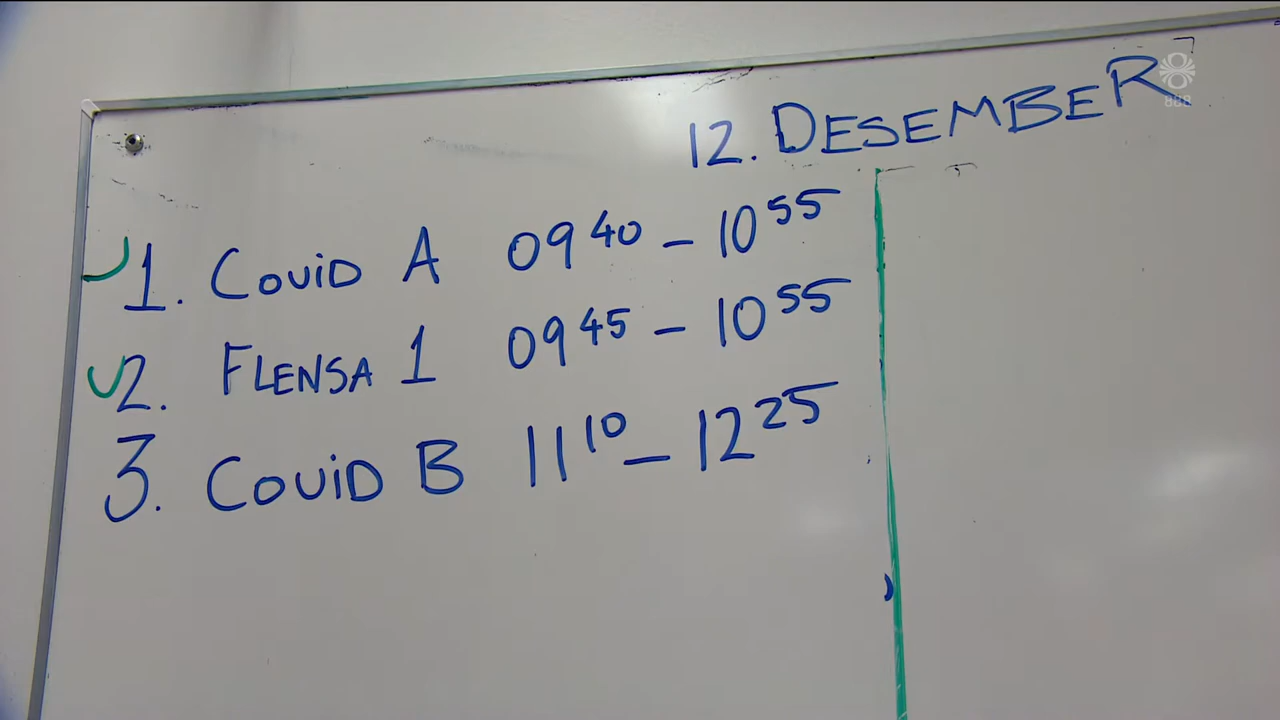 12. DESEMBER
888
1. COVID A 09 40 – 10 55
2. FLENSA 1 09 45 – 10 55
3. COVID B 11 10 – 12 25